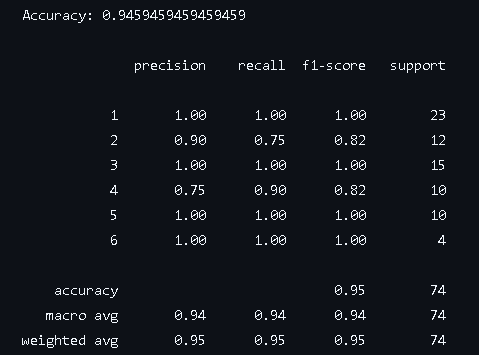 Accuracy: 0.9459459459459459
precision recall f1-score support
1 1.00 1.00 1.00 23
2 0.90 0.75 0.82 12
3 1.00 1.00 1.00 15
4 0.75 0.90 0.82 10
5 1.00 1.00 1.00 10
6 1.00 1.00 1.00 4
accuracy 0.95 74
macro avg 0.94 0.94 0.94 74
weighted avg 0.95 0.95 0.95 74